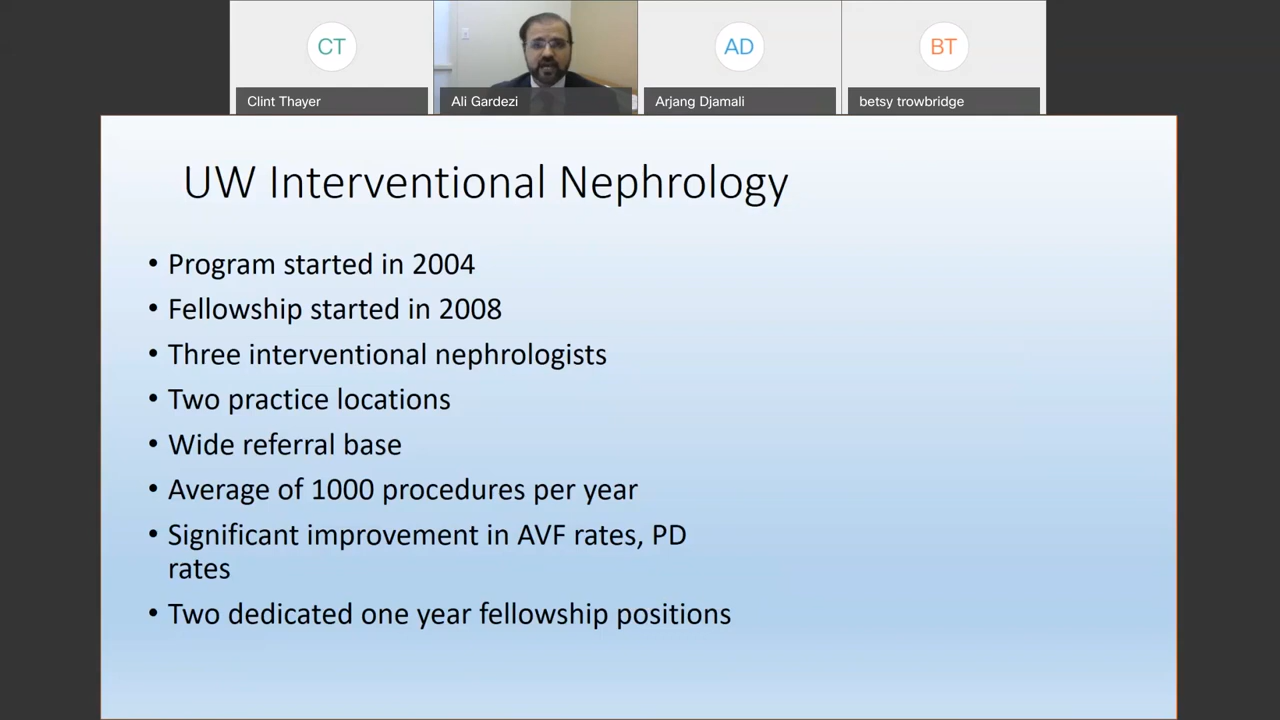 CT
AD
BT
Clint Thayer
Ali Gardezi
Arjang Djamali
betsy trowbridge
UW Interventional Nephrology
• Program started in 2004
• Fellowship started in 2008
• Three interventional nephrologists
• Two practice locations
• Wide referral base
• Average of 1000 procedures per year
• Significant improvement in AVF rates, PD
rates
• Two dedicated one year fellowship positions